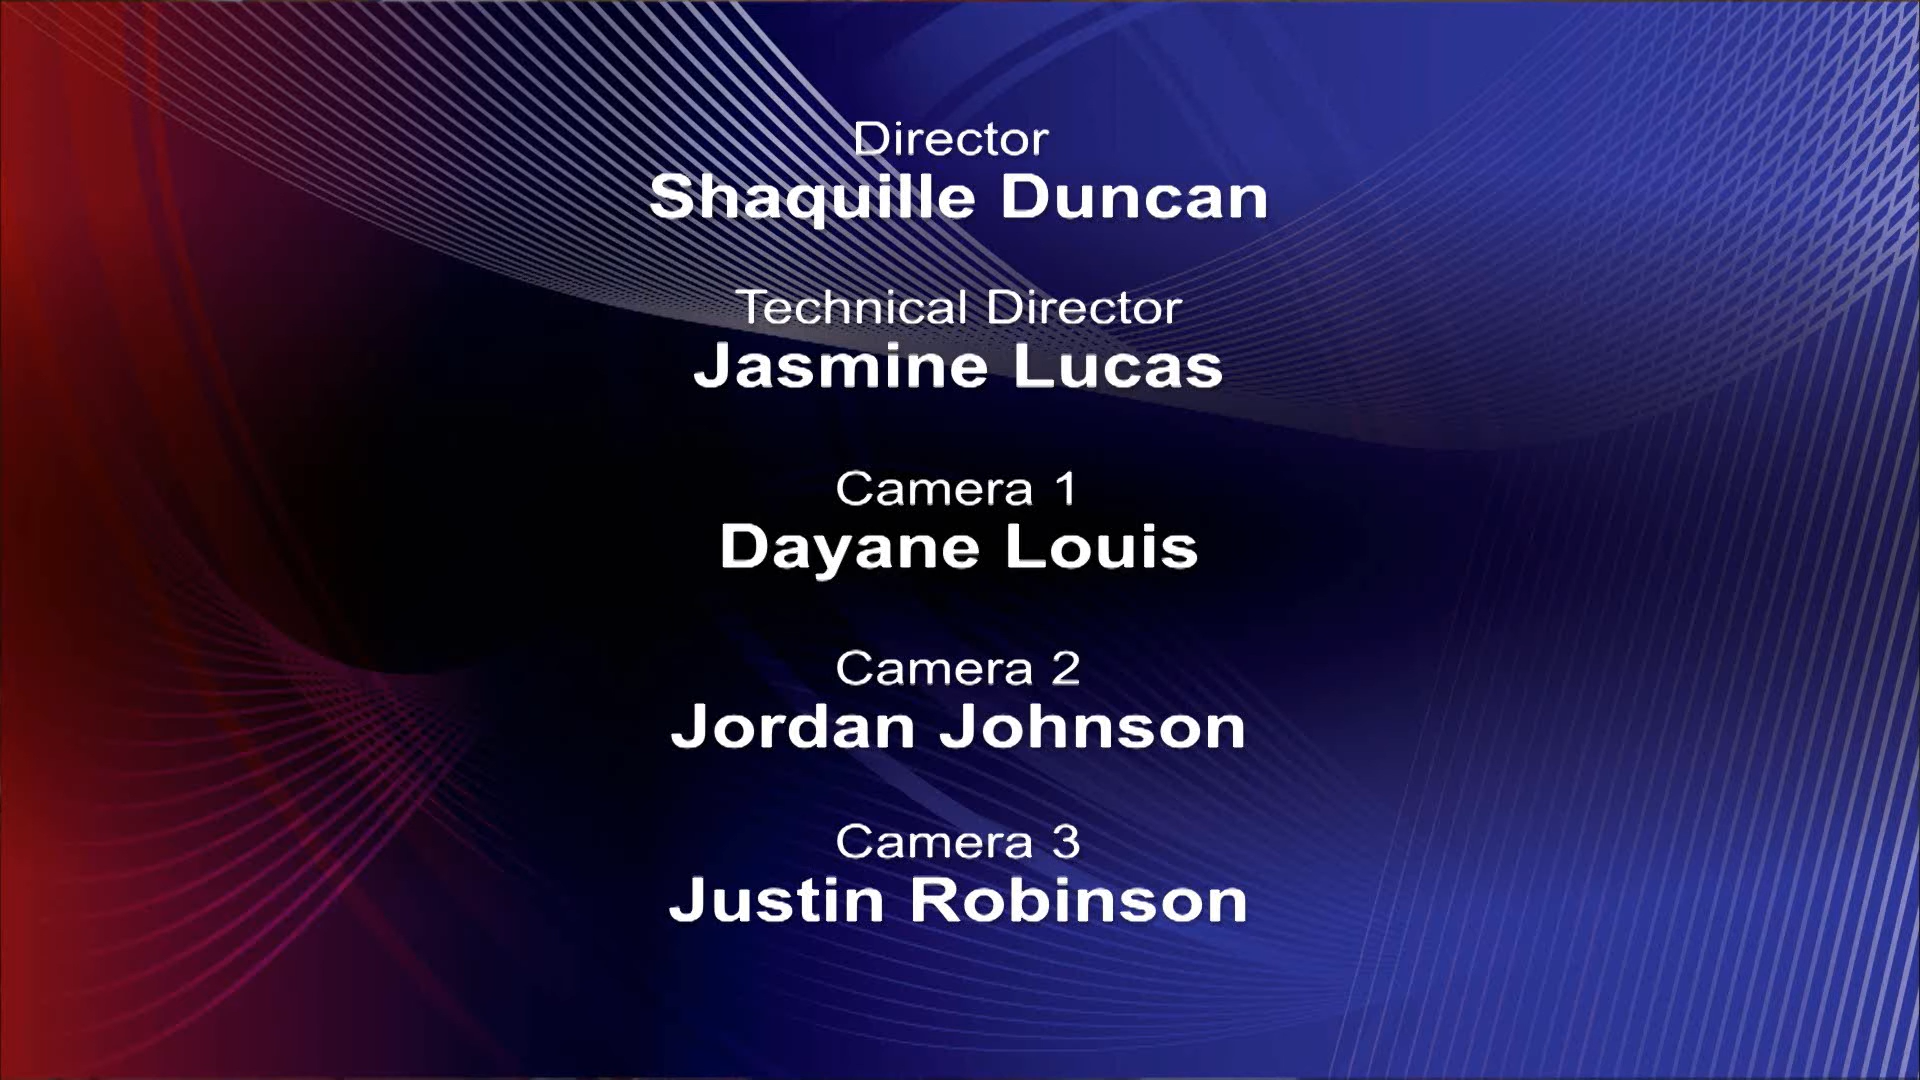 Director
Shaquille Duncan
Technical Director
Jasmine Lucas
Camera 1
Dayane Louis
Camera 2
Jordan Johnson
Camera 3
Justin Robinson